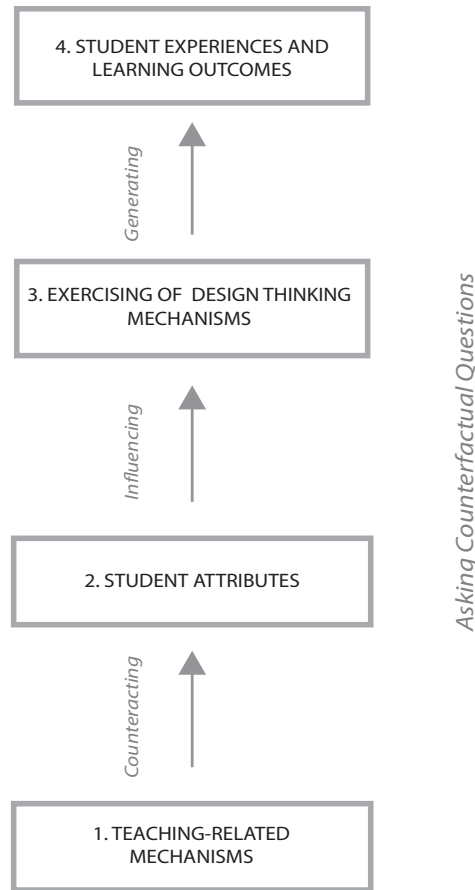 4. STUDENT EXPERIENCES AND
LEARNING OUTCOMES
Generating
3. EXERCISING OF DESIGN THINKING
MECHANISMS
Asking Counterfactual Questions
Influencing
2. STUDENT ATTRIBUTES
Counteracting
1. TEACHING-RELATED
MECHANISMS